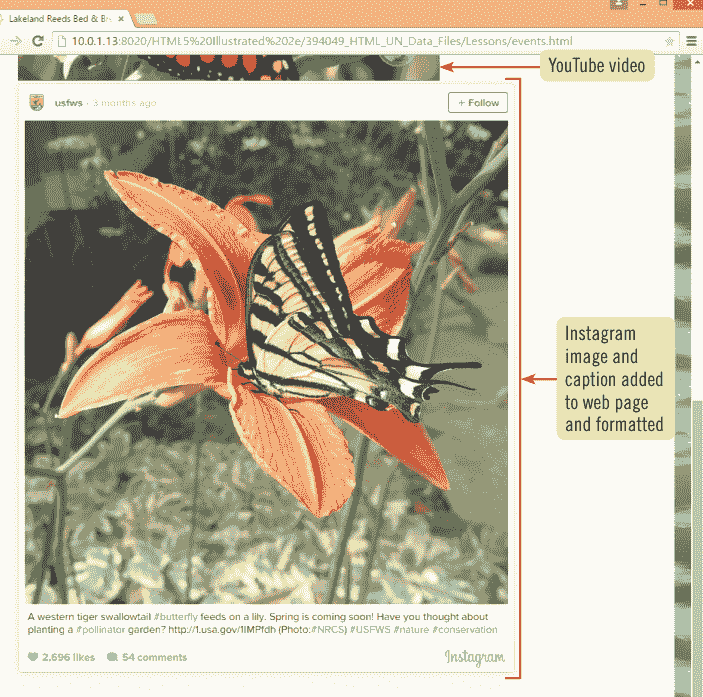 Lakeland Reeds Bed & Br
10.0.1.13:8020/HTML5%20Illustrated%202e/394049_HTML_UN_Data_Files/Lessons/events.html
YouTube video
usfws · 3 months ago
+ Follow
Instagram
image and
caption added
to web page
and formatted
A western tiger swallowtail #butterfly feeds on a lily. Spring is coming soon! Have you thought about
planting a #pollinator garden? http://1.usa.gov/1lMPfdh (Photo:#NRCS) #USFWS #nature #conservation
2,696 likes 54 comments
Instagram